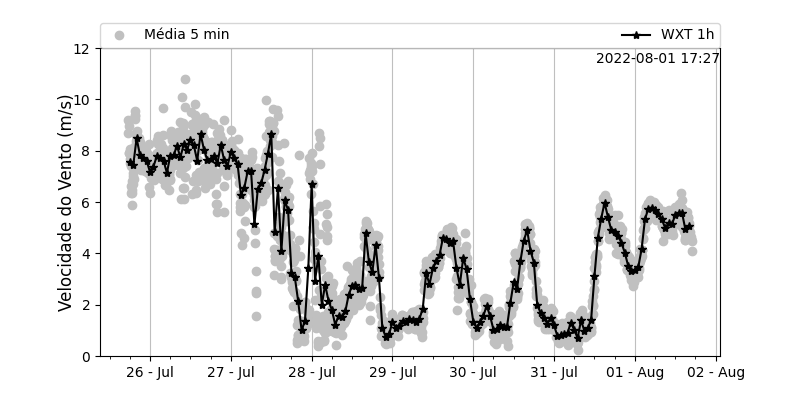 Média 5 min
WXT 1h
2022-08-01 17:27
Velocidade do Vento (m/s)
12
10
8
6
4
2
0
26 - Jul
27 - Jul
28 - Jul
29 - Jul
30 - Jul
31 - Jul
01 - Aug
02 - Aug